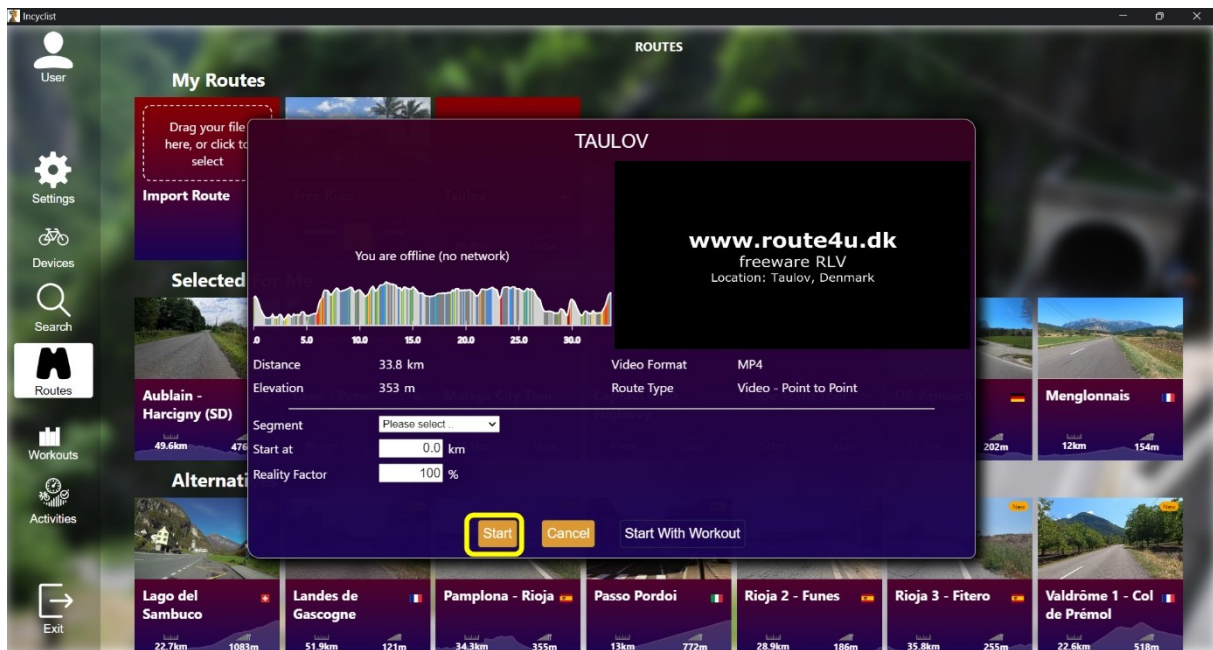 Incyclist
User
Settings
Devices
Search
Routes
Workouts
Activities
Exit
ROUTES
My Routes
Drag your file
here, or click to
select
Import Route
Selected For Me
TAULOV
www.route4u.dk
freeware RLV
Location: Taulov, Denmark
You are offline (no network)
.0 5.0 10.0 15.0 20.0 25.0 30.0
Distance 33.8 km
Elevation 353 m
Video Format MP4
Route Type Video - Point to Point
Segment Please select ..
Start at 0.0 km
Reality Factor 100 %
Start Cancel Start With Workout
Aublain -
Harcigny (SD)
49.6km 476
202m
Menglonnais
12km 154m
Alternati
New New
Lago del
Sambuco
22.7km 1083m
Landes de
Gascogne
51.9km 121m
Pamplona - Rioja
34.3km 355m
Passo Pordoi
13km 772m
Rioja 2 - Funes
28.9km 186m
Rioja 3 - Fitero
35.8km 255m
Valdrôme 1 - Col
de Prémol
22.6km 518m